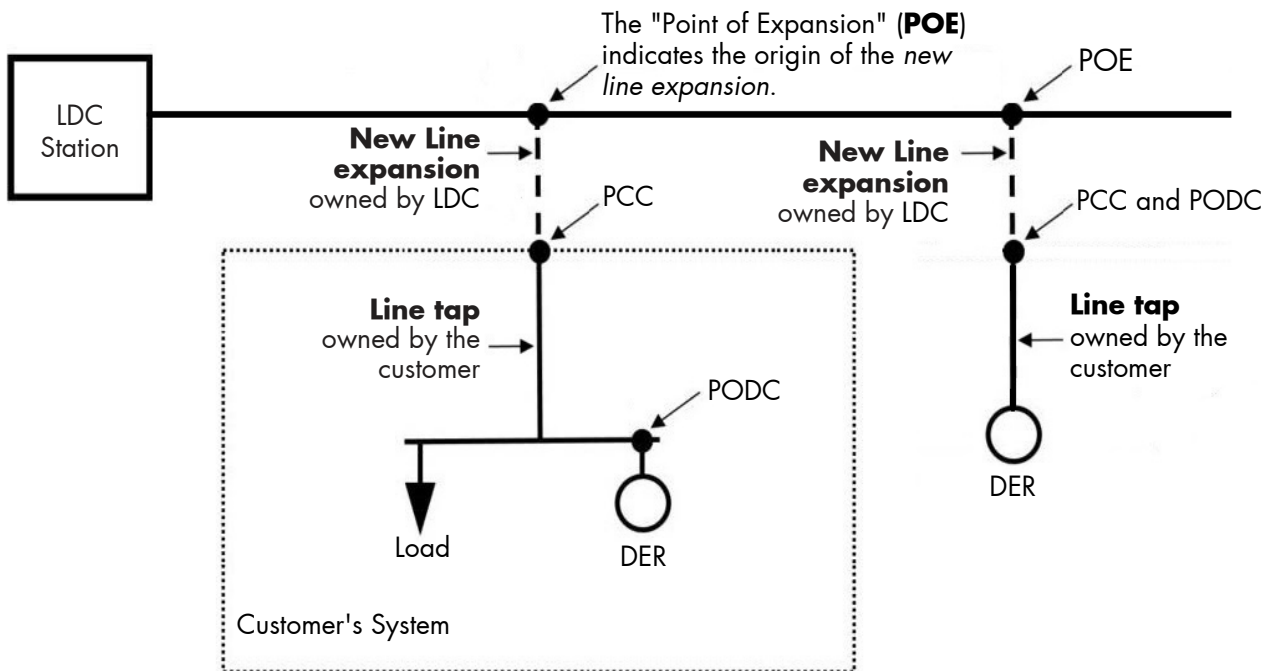 The "Point of Expansion" (POE)
indicates the origin of the new
line expansion.
POE
LDC
Station
New Line
expansion
owned by LDC
New Line
expansion
owned by LDC
PCC
PCC and PODC
Line tap
owned by the
customer
Line tap
owned by the
customer
PODC
Load
DER
DER
Customer's System